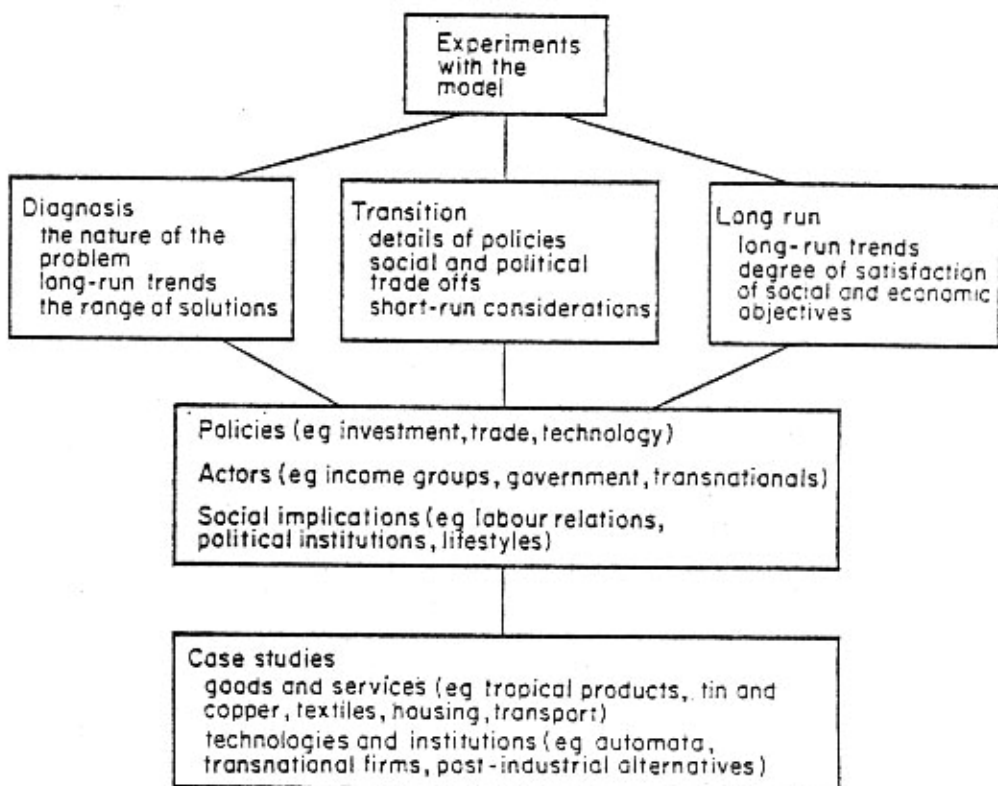 Experiments
with the
model
Diagnosis
the nature of the
problem
long-run trends
the range of solutions
Transition
details of policies
social and political
trade offs
short-run considerations
Long run
long-run trends
degree of satisfaction
of social and economic
objectives
Policies (eg investment, trade, technology)
Actors (eg income groups, government, transnationals)
Social implications (eg labour relations,
political institutions, lifestyles)
Case studies
goods and services (eg tropical products, tin and
copper, textiles, housing, transport)
technologies and institutions (eg automata,
transnational firms, post-industrial alternatives)